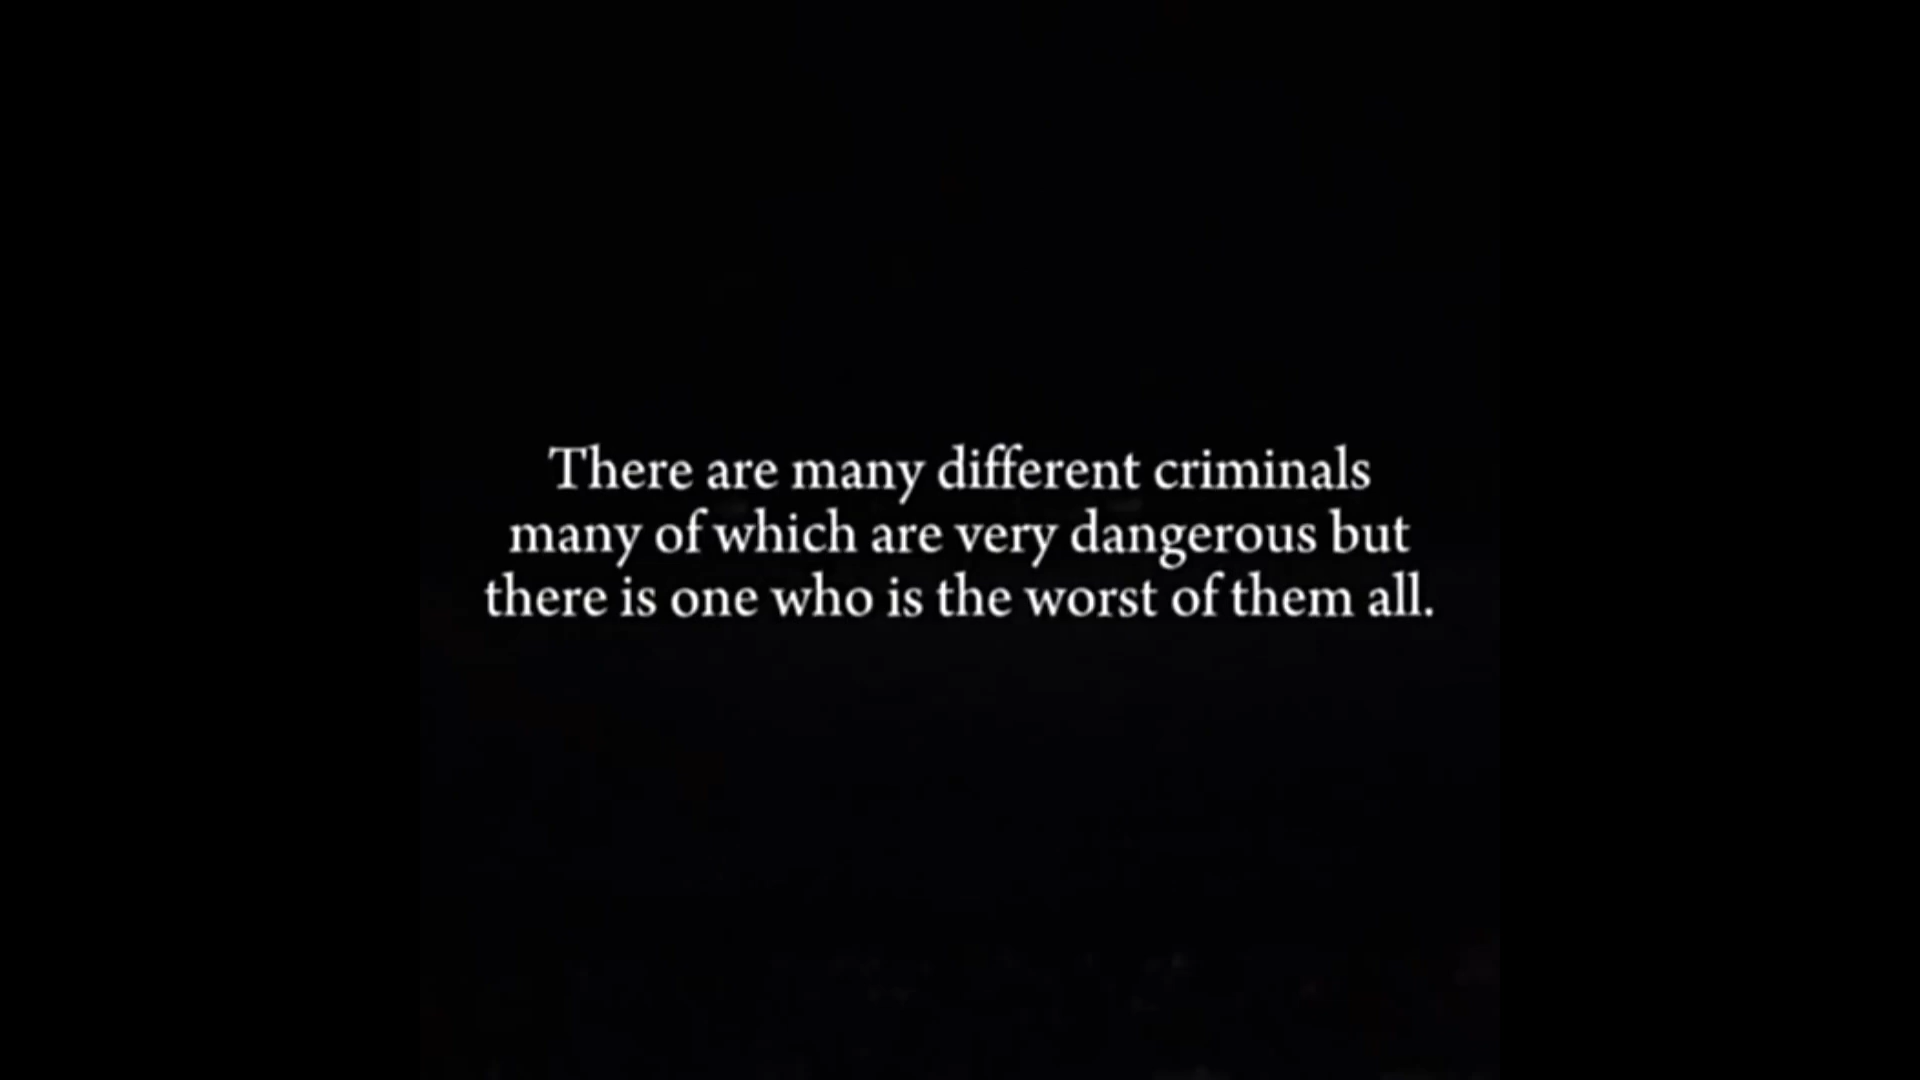 There are many different criminals
many of which are very dangerous but
there is one who is the worst of them all.